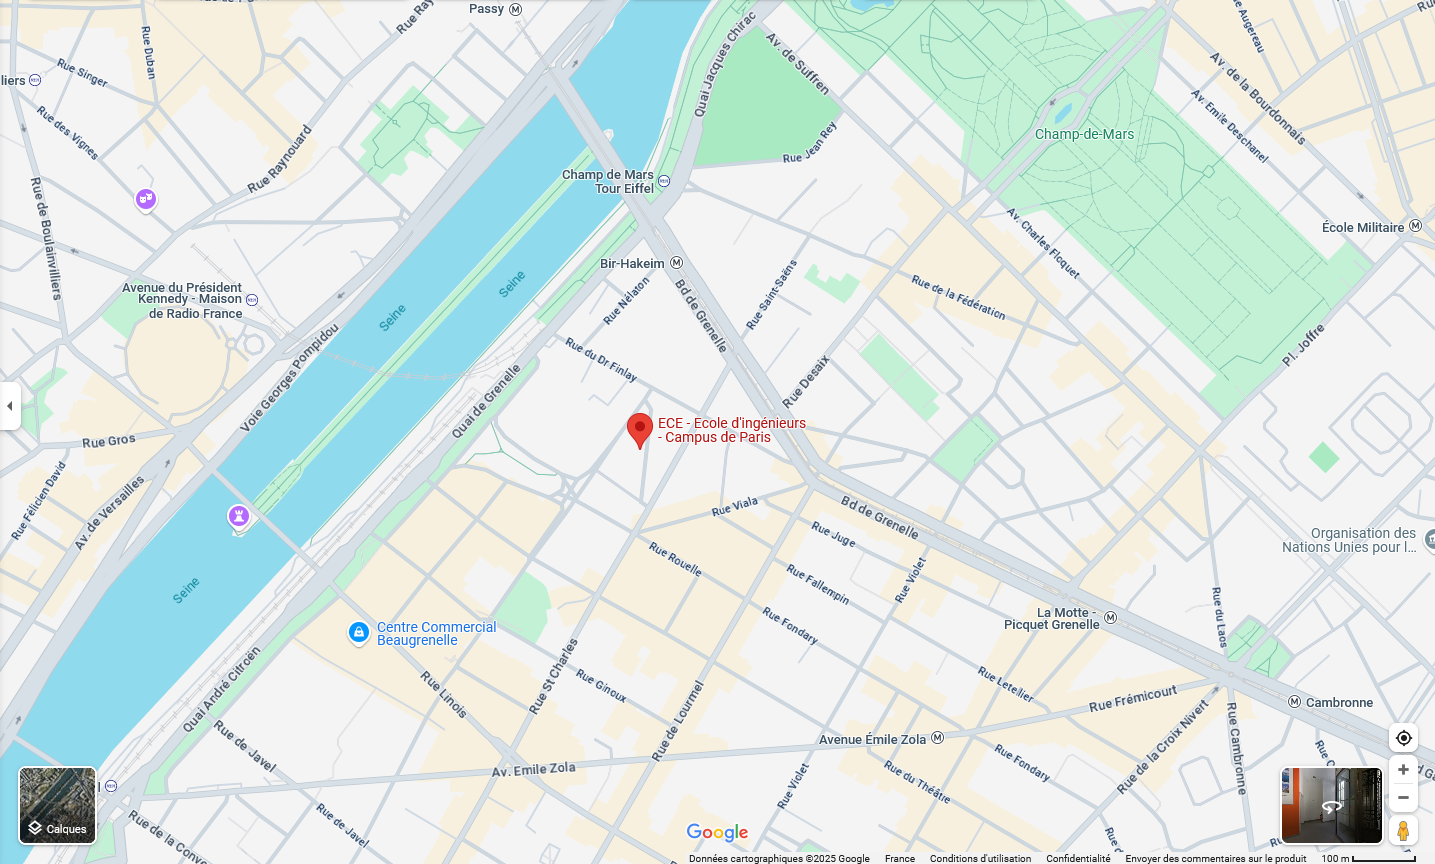 Passy
Rue Ray
Rue Duban
Rue Singer
liers
Rue des Vignes
Rue Raynouard
Rue de Boulainvilliers
Quai Jacques Chirac
Av. de Suffren
Rue Jean Rey
Rue Augereau
Av. de la Bourdonnais
Av. Emile Deschanel
Champ-de-Mars
Champ de Mars
Tour Eiffel
Av. Charles Floquet
École Militaire
Bir-Hakeim
Seine
Seine
Avenue du Président
Kennedy - Maison
de Radio France
Rue Nélaton
Bd de Grenelle
Rue Saint-Saëns
Rue de la Fédération
Voie Georges Pompidou
Rue du Dr Finlay
Rue Desaix
Pl. Joffre
Quai de Grenelle
ECE - Ecole d'ingénieurs
- Campus de Paris
Rue Gros
Rue Félicien David
Av. de Versailles
Rue Viala
Bd de Grenelle
Rue Juge
Organisation des
Nations Unies pour l...
Rue Rouelle
Rue Fallempin
Rue Violet
Seine
Rue du Laos
La Motte -
Picquet Grenelle
Rue Fondary
Centre Commercial
Beaugrenelle
Rue St Charles
Rue Ginoux
Rue Linois
Quai André Citroën
Rue de Lourmel
Rue Letelier
Rue Frémicourt
Cambronne
Rue Cambronne
Rue de la Croix Nivert
Rue de Javel
Avenue Émile Zola
Av. Emile Zola
Rue Fondary
Rue du Théâtre
Rue Violet
Rue de Javel
Rue de la Conv
Calques
Google
Données cartographiques ©2025 Google
France
Conditions d'utilisation
Confidentialité
Envoyer des commentaires sur le produit
100 m